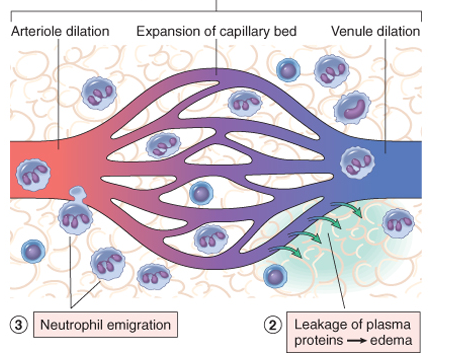 Arteriole dilation
Expansion of capillary bed
Venule dilation
3 Neutrophil emigration
2 Leakage of plasma
proteins → edema